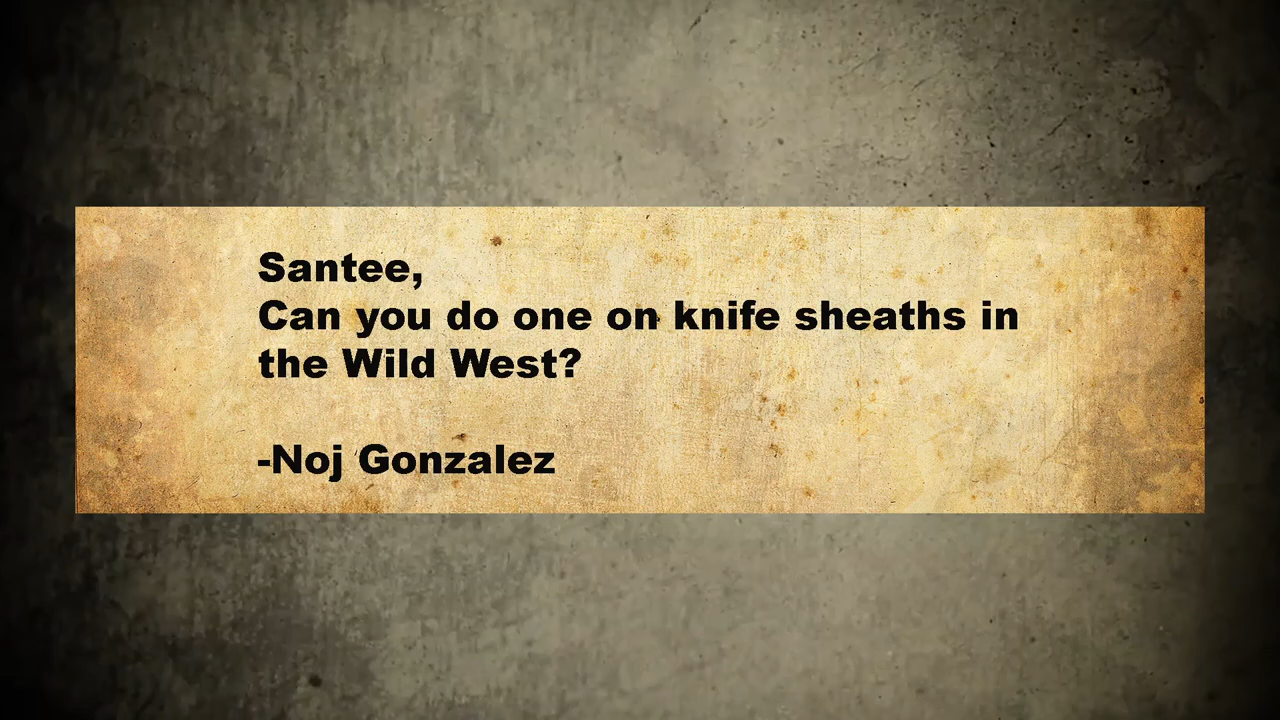 Santee,
Can you do one on knife sheaths in
the Wild West?
-Noj Gonzalez